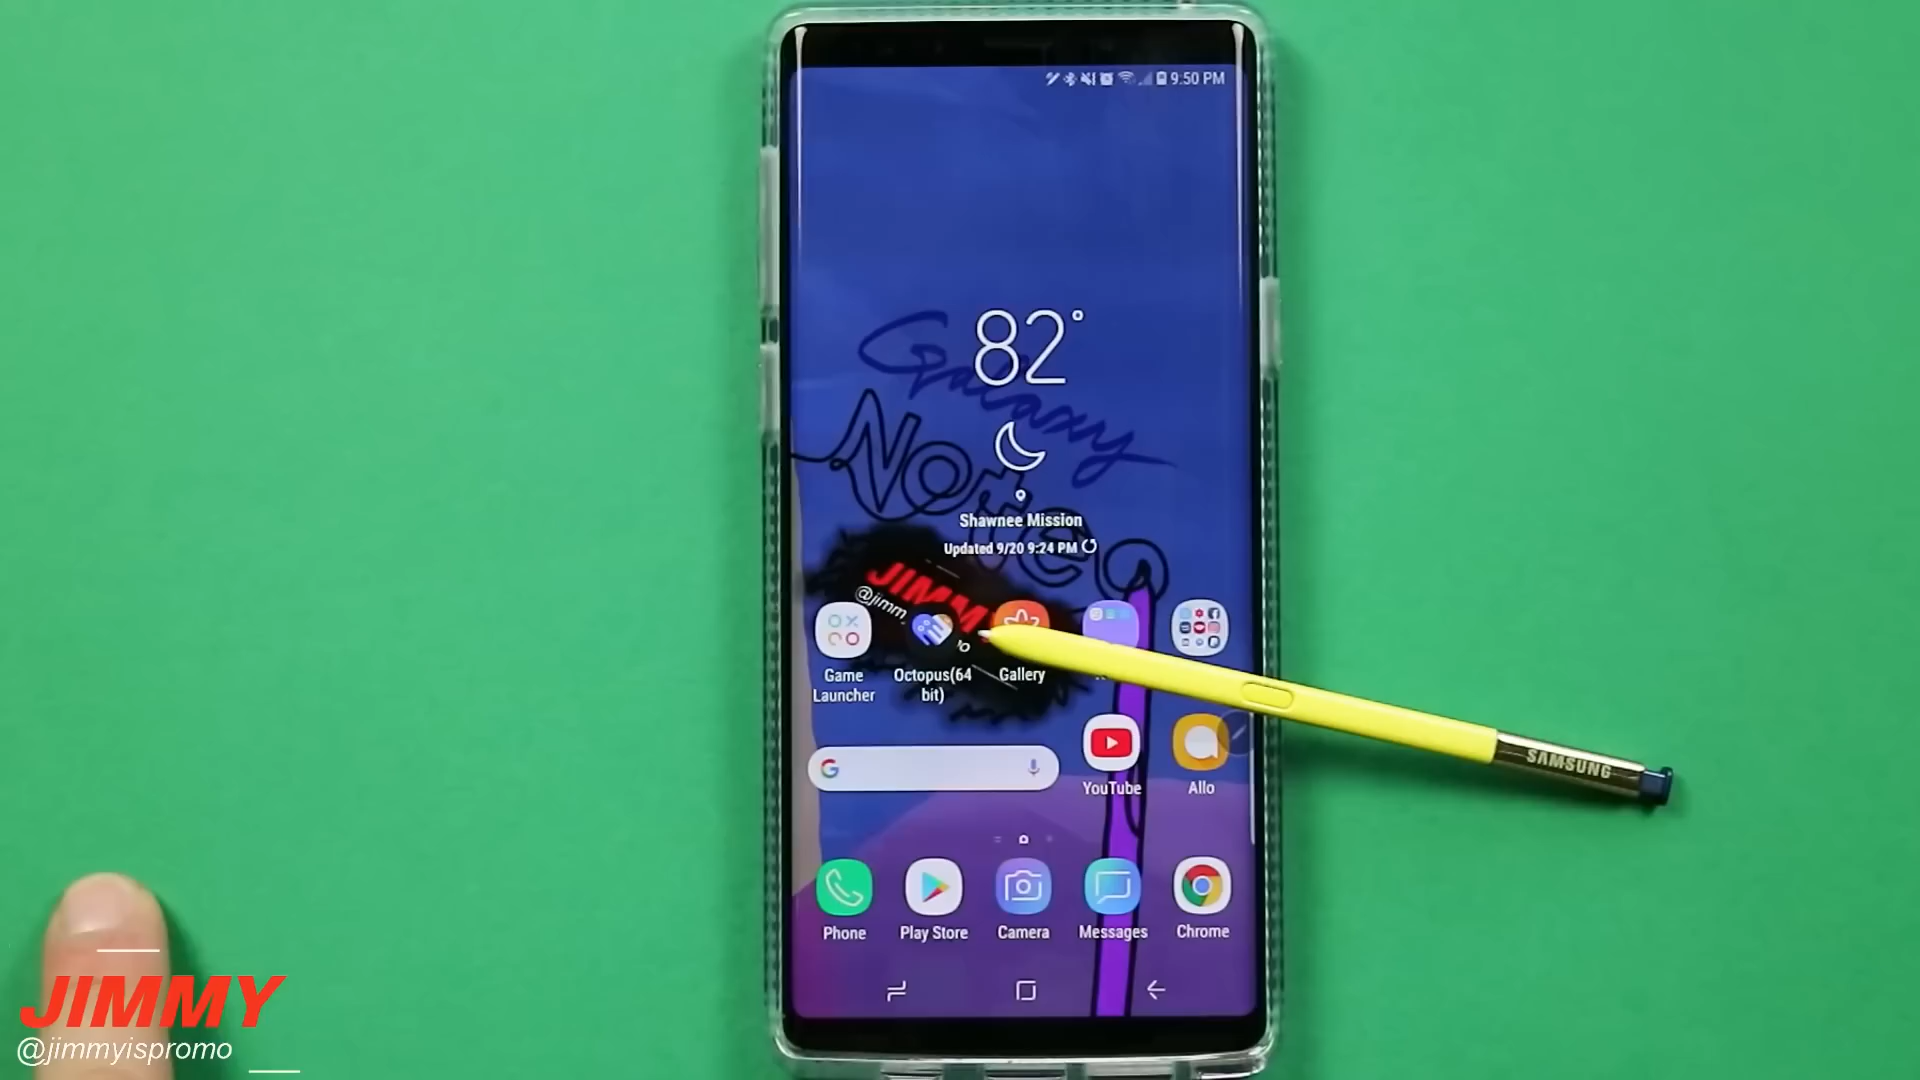 9:50 PM
82°
Galaxy
Note
Shawnee Mission
Updated 9/20 9:24 PM
JIMM
@jimm
Game
Launcher
Octopus(64
bit)
Gallery
YouTube
Allo
SAMSUNG
Phone
Play Store
Camera
Messages
Chrome
JIMMY
@jimmyispromo